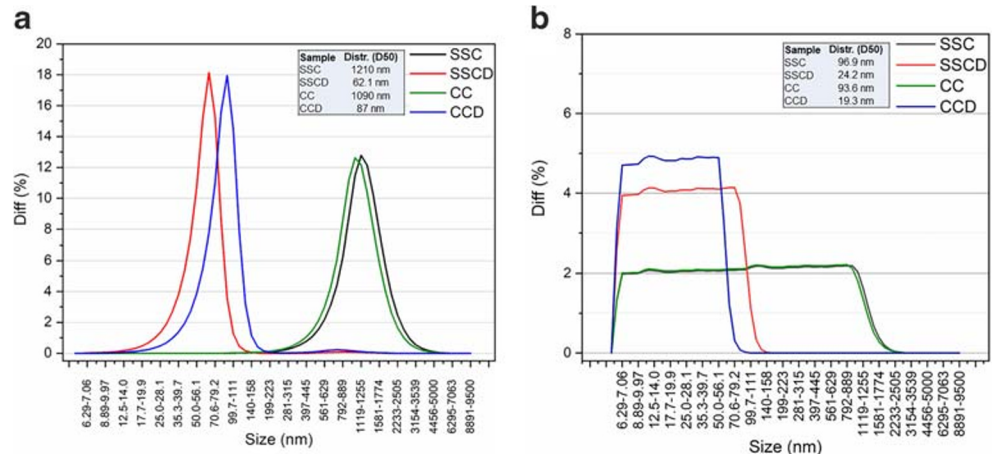 a
20
18
16
14
12
10
8
6
4
2
0
Diff (%)
Sample Distr. (D50)
SSC 1210 nm
SSCD 62.1 nm
CC 1090 nm
CCD 87 nm
SSC
SSCD
CC
CCD
6.29-7.06
8.89-9.97
12.5-14.0
17.7-19.9
25.0-28.1
35.3-39.7
50.0-56.1
70.6-79.2
99.7-111
140-158
199-223
281-315
397-445
561-629
792-889
1119-1255
1581-1774
2233-2505
3154-3539
4456-5000
6295-7063
8891-9500
Size (nm)
b
8
6
4
2
0
Diff (%)
Sample Distr. (D50)
SSC 96.9 nm
SSCD 24.2 nm
CC 93.6 nm
CCD 19.3 nm
SSC
SSCD
CC
CCD
6.29-7.06
8.89-9.97
12.5-14.0
17.7-19.9
25.0-28.1
35.3-39.7
50.0-56.1
70.6-79.2
99.7-111
140-158
199-223
281-315
397-445
561-629
792-889
1119-1255
1581-1774
2233-2505
3154-3539
4456-5000
6295-7063
8891-9500
Size (nm)